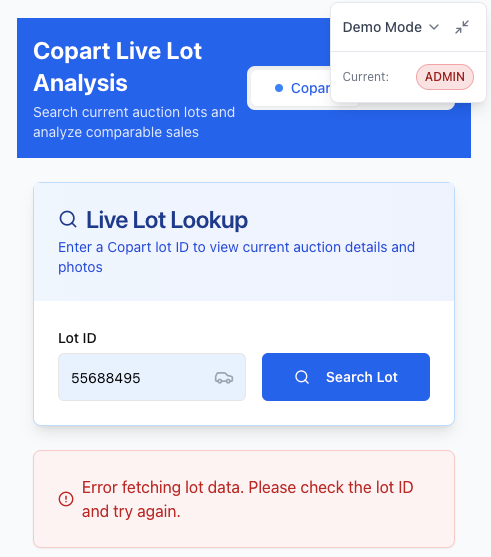 Demo Mode
Current:
ADMIN
Copart Live Lot
Analysis
Search current auction lots and
analyze comparable sales
Live Lot Lookup
Enter a Copart lot ID to view current auction details and
photos
Lot ID
55688495
Search Lot
Error fetching lot data. Please check the lot ID
and try again.